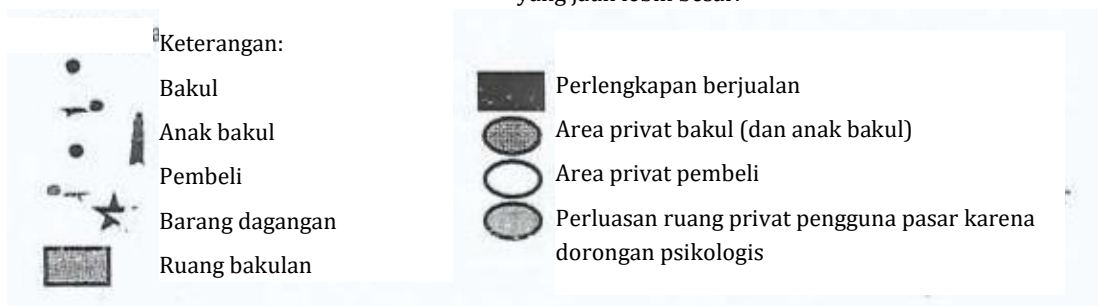 Keterangan:
Bakul
Anak bakul
Pembeli
Barang dagangan
Ruang bakulan
Perlengkapan berjualan
Area privat bakul (dan anak bakul)
Area privat pembeli
Perluasan ruang privat pengguna pasar karena
dorongan psikologis